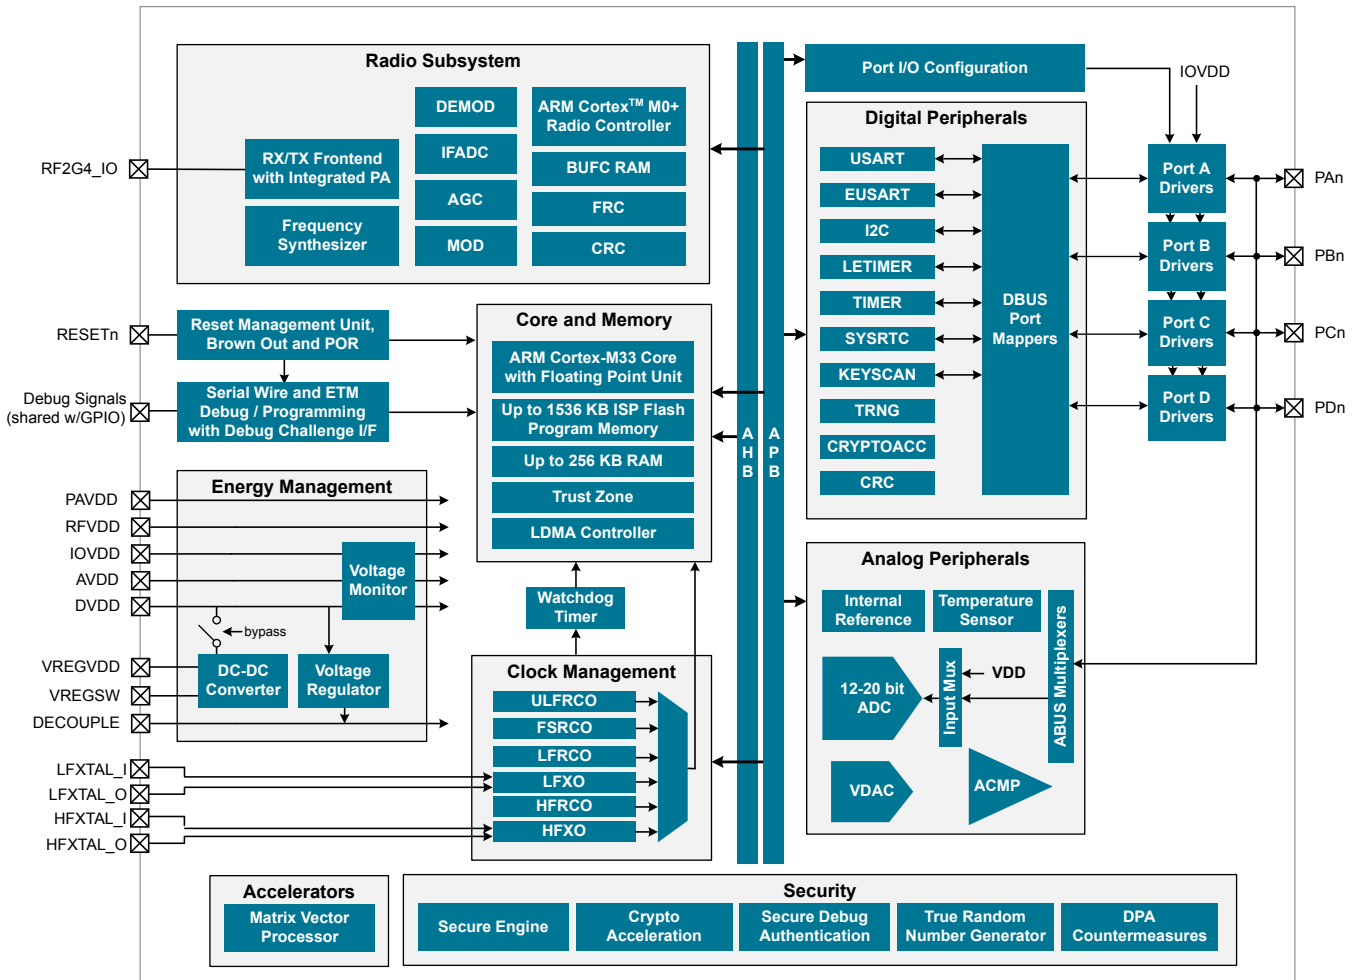 Radio Subsystem
DEMOD
IFADC
AGC
MOD
ARM Cortex™ M0+
Radio Controller
BUFC RAM
FRC
CRC
RX/TX Frontend
with Integrated PA
Frequency
Synthesizer
RF2G4_IO
RESETn
Reset Management Unit,
Brown Out and POR
Debug Signals
(shared w/GPIO)
Serial Wire and ETM
Debug / Programming
with Debug Challenge I/F
Core and Memory
ARM Cortex-M33 Core
with Floating Point Unit
Up to 1536 KB ISP Flash
Program Memory
Up to 256 KB RAM
Trust Zone
LDMA Controller
Energy Management
PAVDD
RFVDD
IOVDD
AVDD
DVDD
VREGVDD
VREGSW
DECOUPLE
Voltage
Monitor
bypass
DC-DC
Converter
Voltage
Regulator
Watchdog
Timer
Clock Management
ULFRCO
FSRCO
LFRCO
LFXO
HFRCO
HFXO
LFXTAL_I
LFXTAL_O
HFXTAL_I
HFXTAL_O
AHB
APB
Port I/O Configuration
IOVDD
Digital Peripherals
USART
EUSART
I2C
LETIMER
TIMER
SYSRTC
KEYSCAN
TRNG
CRYPTOACC
CRC
DBUS
Port
Mappers
Port A
Drivers
Port B
Drivers
Port C
Drivers
Port D
Drivers
PAn
PBn
PCn
PDn
Analog Peripherals
Internal
Reference
Temperature
Sensor
12-20 bit
ADC
Input Mux
VDD
ABUS Multiplexers
VDAC
ACMP
Accelerators
Matrix Vector
Processor
Security
Secure Engine
Crypto
Acceleration
Secure Debug
Authentication
True Random
Number Generator
DPA
Countermeasures